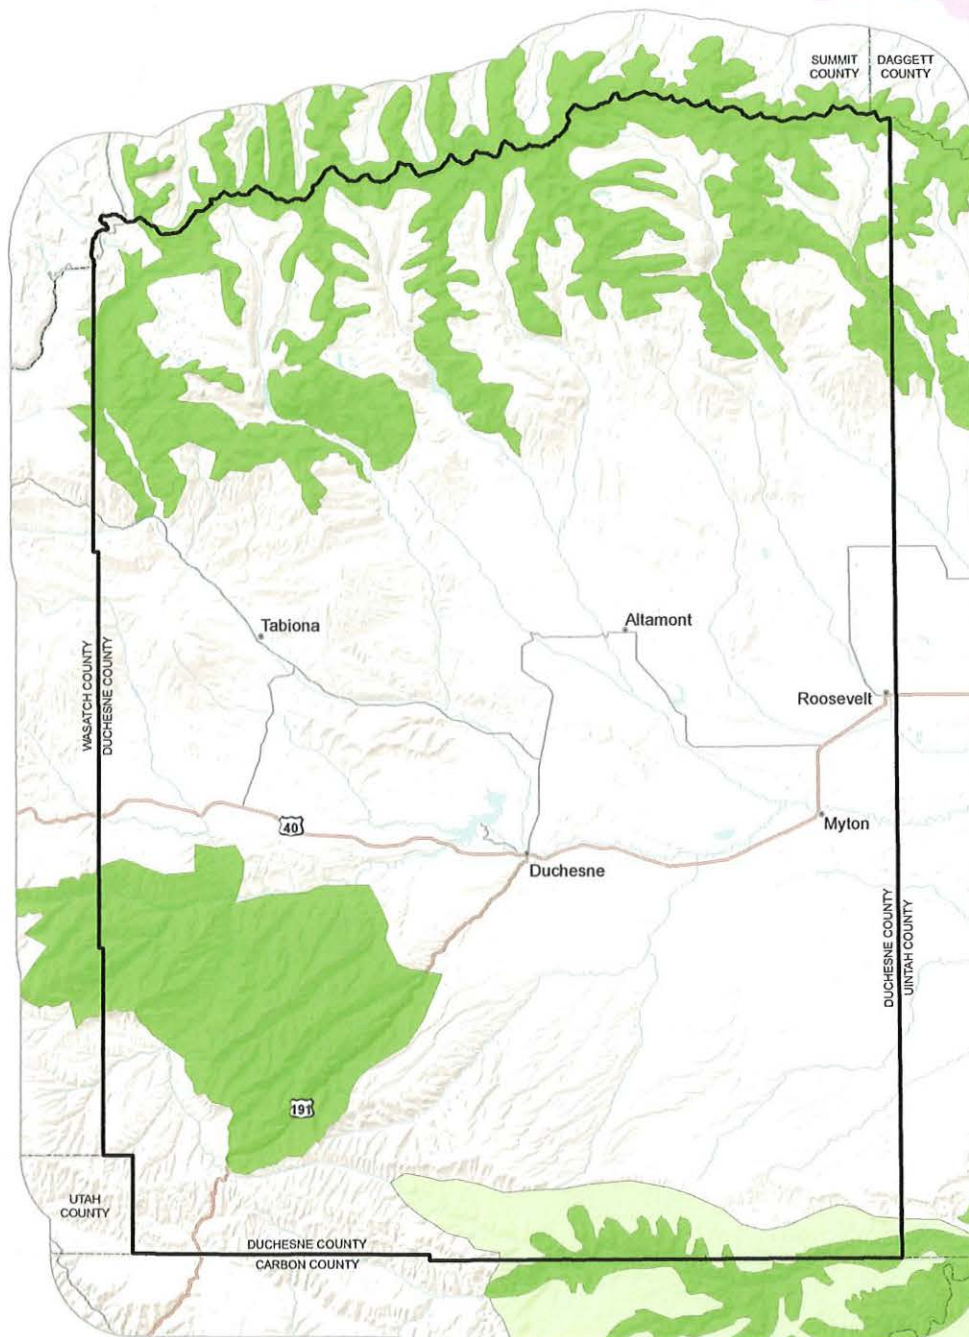 SUMMIT
COUNTY
DAGGETT
COUNTY
Tabiona
Altamont
WASATCH COUNTY
DUCHESNE COUNTY
Roosevelt
40
Myton
Duchesne
DUCHESNE COUNTY
UINTAH COUNTY
191
UTAH
COUNTY
DUCHESNE COUNTY
CARBON COUNTY